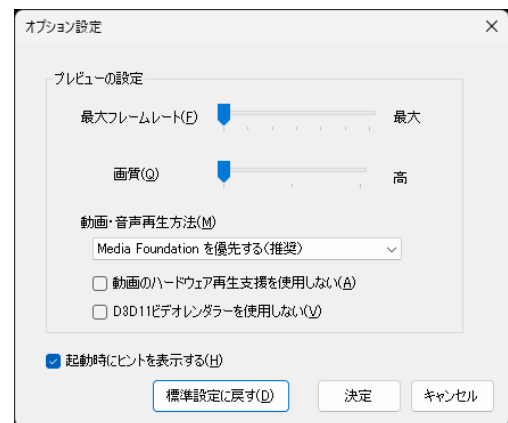 オプション設定
プレビューの設定
最大フレームレート(F) 最大
画質(Q) 高
動画・音声再生方法(M)
Media Foundation を優先する(推奨)
動画のハードウェア再生支援を使用しない(A)
D3D11ビデオレンダラーを使用しない(V)
起動時にヒントを表示する(H)
標準設定に戻す(D) 決定 キャンセル